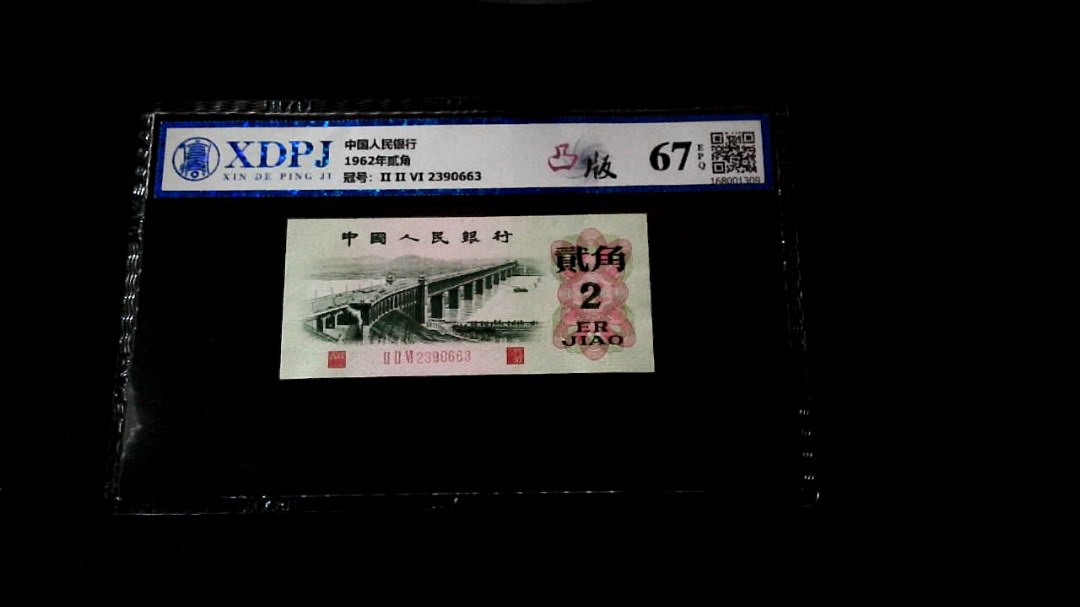 XDPJ
XIN DE PING JI
中国人民银行
1962年贰角
冠号: II II VI 2390663
凸版
67
EPQ
168001309
中國人民銀行
貳角
2
ER
JIAO
II II VI 2390663